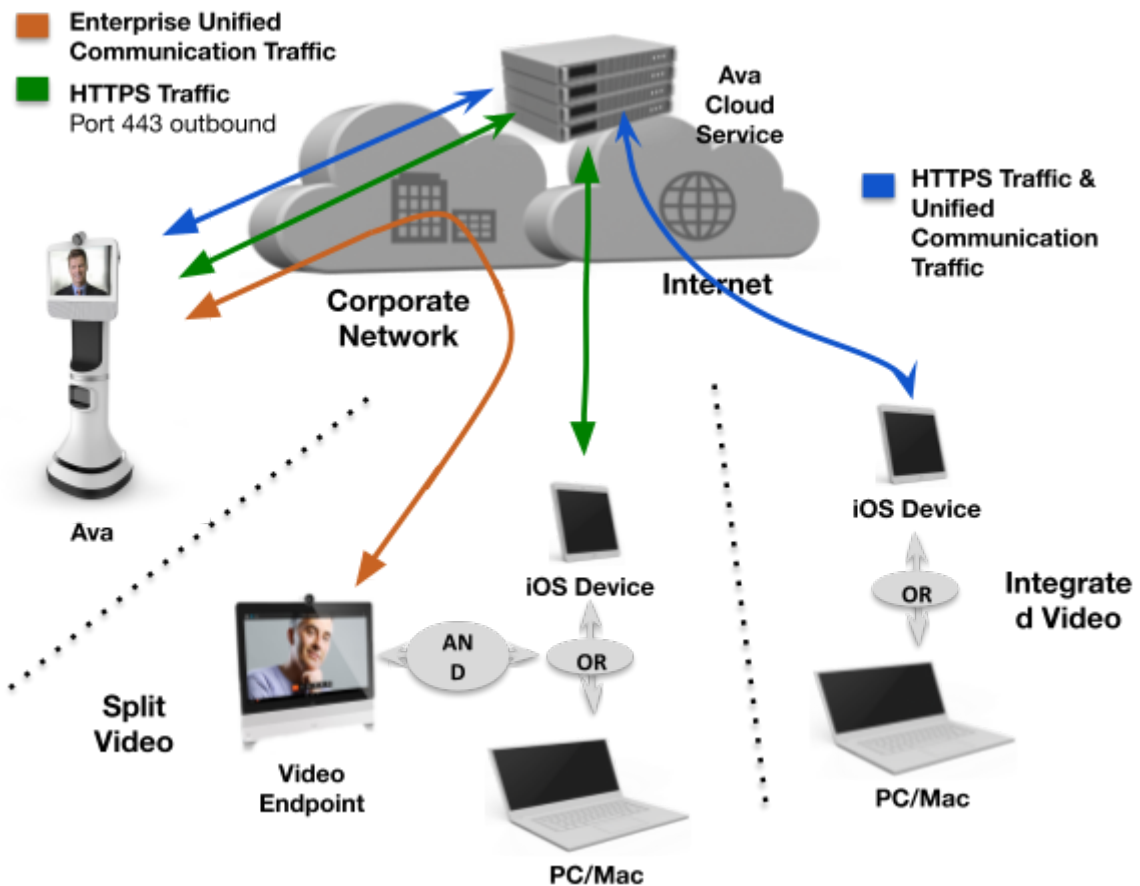 Enterprise Unified
Communication Traffic
HTTPS Traffic
Port 443 outbound
Ava
Cloud
Service
HTTPS Traffic &
Unified
Communication
Traffic
Corporate
Network
Internet
Ava
iOS Device
iOS Device
OR
Integrate
d Video
AN
D
OR
Split
Video
Video
Endpoint
PC/Mac
PC/Mac